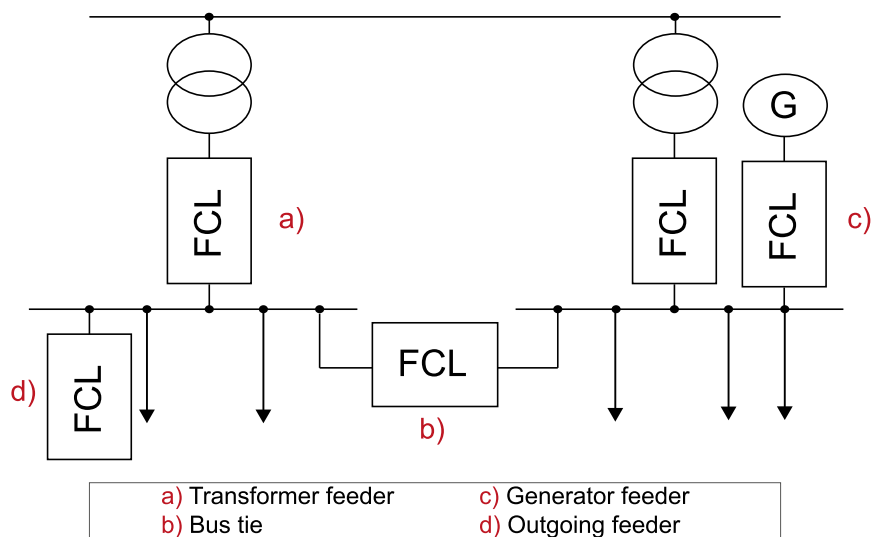 G
FCL
a)
FCL
FCL
c)
d)
FCL
FCL
b)
a) Transformer feeder
c) Generator feeder
b) Bus tie
d) Outgoing feeder